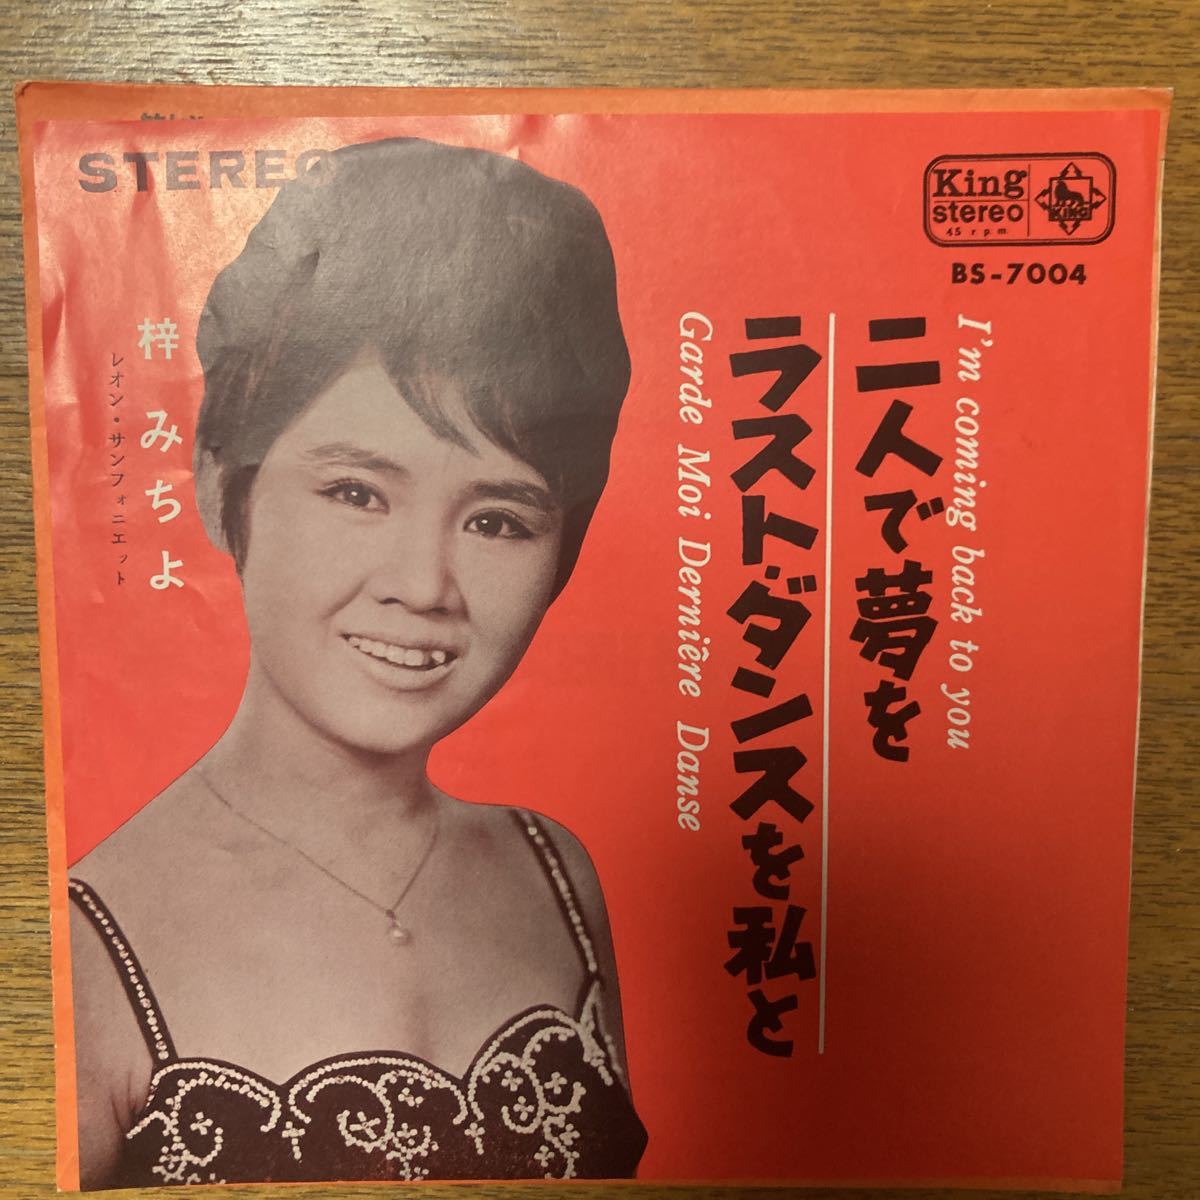 STEREO
King
stereo
45 r.p.m.
KING
BS-7004
I'm coming back to you
二人で夢を
ラスト・ダンスを私と
Garde Moi Dernière Danse
梓 みちよ
レオン・サンフォニエット